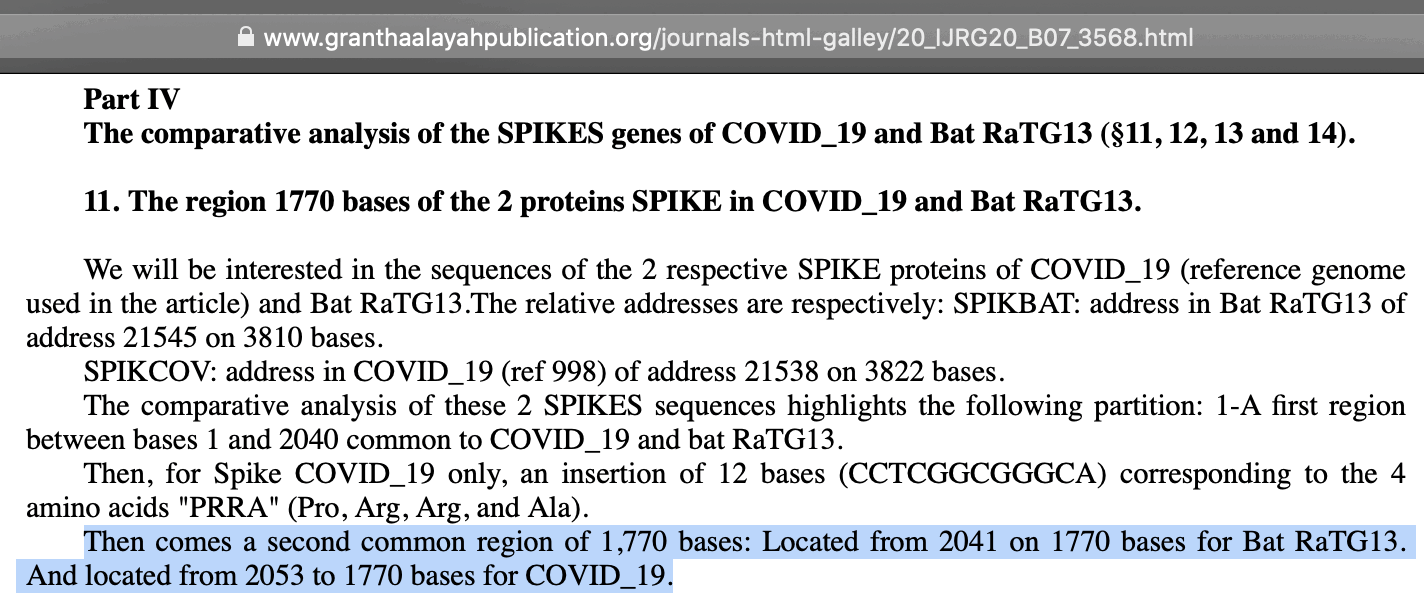 www.granthaalayahpublication.org/journals-html-galley/20_IJRG20_B07_3568.html
Part IV
The comparative analysis of the SPIKES genes of COVID_19 and Bat RaTG13 (§11, 12, 13 and 14).
11. The region 1770 bases of the 2 proteins SPIKE in COVID_19 and Bat RaTG13.
We will be interested in the sequences of the 2 respective SPIKE proteins of COVID_19 (reference genome
used in the article) and Bat RaTG13.The relative addresses are respectively: SPIKBAT: address in Bat RaTG13 of
address 21545 on 3810 bases.
SPIKCOV: address in COVID_19 (ref 998) of address 21538 on 3822 bases.
The comparative analysis of these 2 SPIKES sequences highlights the following partition: 1-A first region
between bases 1 and 2040 common to COVID_19 and bat RaTG13.
Then, for Spike COVID_19 only, an insertion of 12 bases (CCTCGGCGGGCA) corresponding to the 4
amino acids "PRRA" (Pro, Arg, Arg, and Ala).
Then comes a second common region of 1,770 bases: Located from 2041 on 1770 bases for Bat RaTG13.
And located from 2053 to 1770 bases for COVID_19.